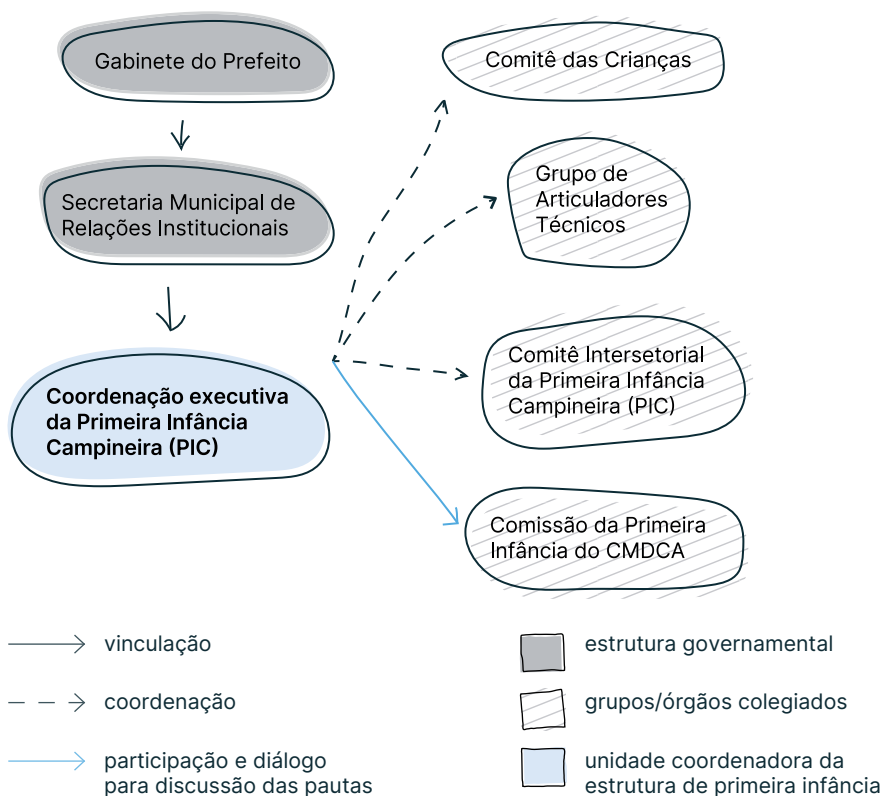 Gabinete do Prefeito
Secretaria Municipal de
Relações Institucionais
Coordenação executiva
da Primeira Infância
Campineira (PIC)
Comitê das Crianças
Grupo de
Articuladores
Técnicos
Comitê Intersetorial
da Primeira Infância
Campineira (PIC)
Comissão da Primeira
Infância do CMDCA
vinculação
coordenação
participação e diálogo
para discussão das pautas
estrutura governamental
grupos/órgãos colegiados
unidade coordenadora da
estrutura de primeira infância